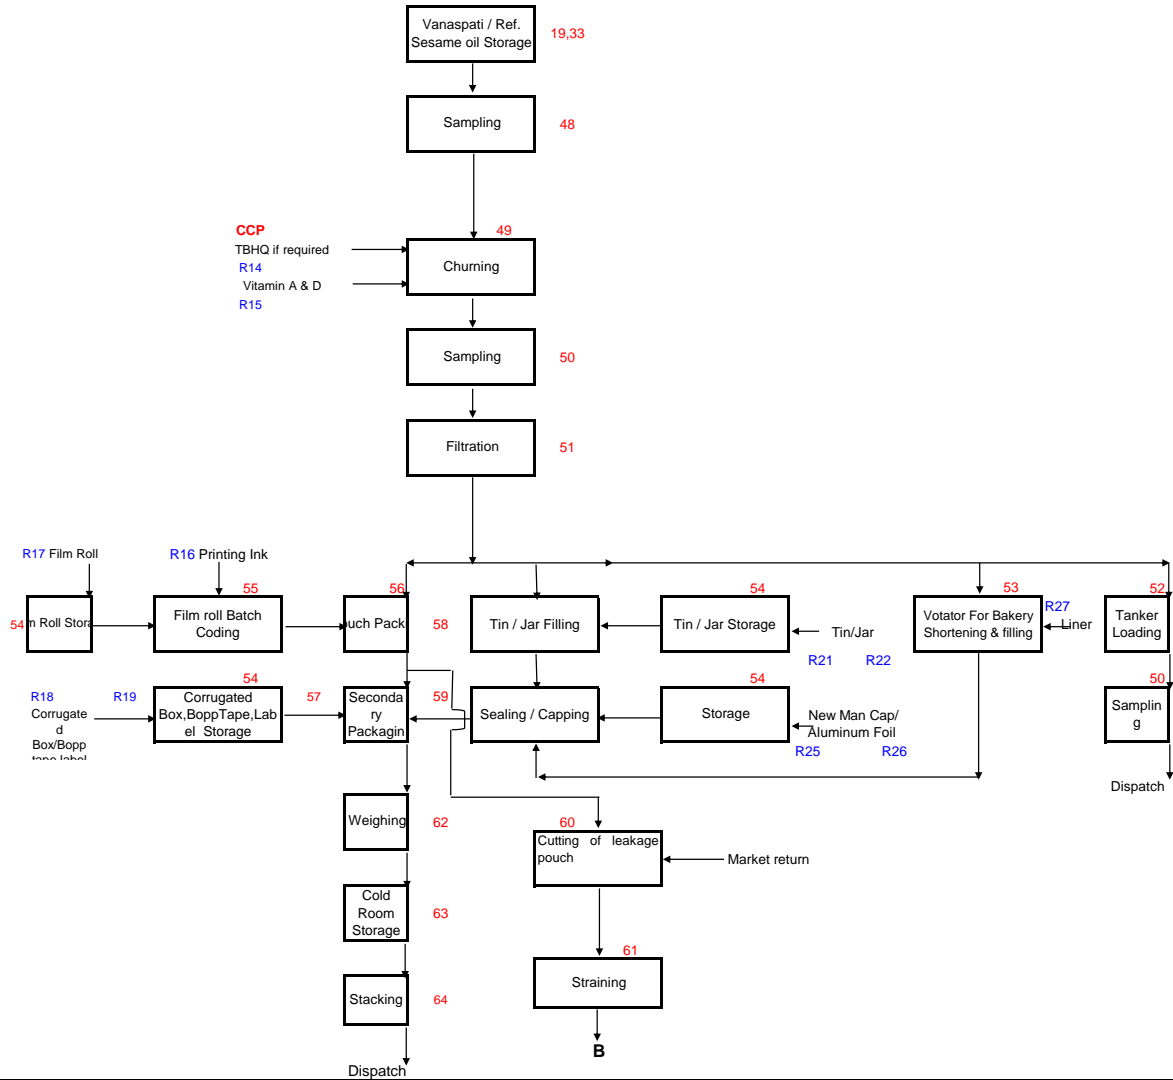 Vanaspati / Ref.
Sesame oil Storage
19,33
Sampling
48
CCP
49
TBHQ if required
R14
Churning
Vitamin A & D
R15
Sampling
50
Filtration
51
R17 Film Roll
R16 Printing Ink
55
56
54
53
52
54
m Roll Stora
Film roll Batch
Coding
ouch Packi
58
Tin / Jar Filling
Tin / Jar Storage
Tin/Jar
R21 R22
Votator For Bakery
Shortening & filling
R27
Liner
Tanker
Loading
R18 R19
54
57
59
54
50
Corrugate
d
Box/Bopp
Corrugated
Box,BoppTape,Lab
el Storage
Seconda
ry
Packagin
Sealing / Capping
Storage
New Man Cap/
Aluminum Foil
R25 R26
Samplin
g
Dispatch
Weighing
62
60
Cutting of leakage
pouch
Market return
Cold
Room
Storage
63
61
Straining
Stacking
64
B
Dispatch